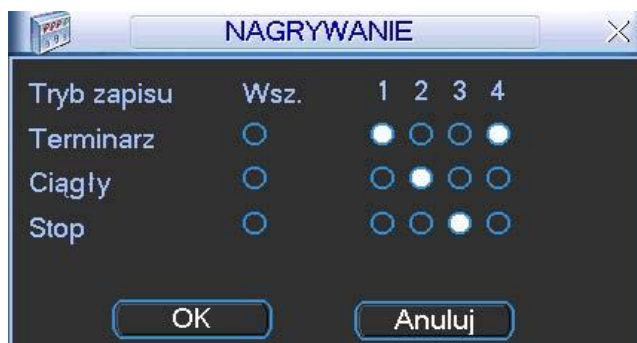 NAGRYWANIE
Tryb zapisu Wsz. 1 2 3 4
Terminarz
Ciągły
Stop
OK Anuluj